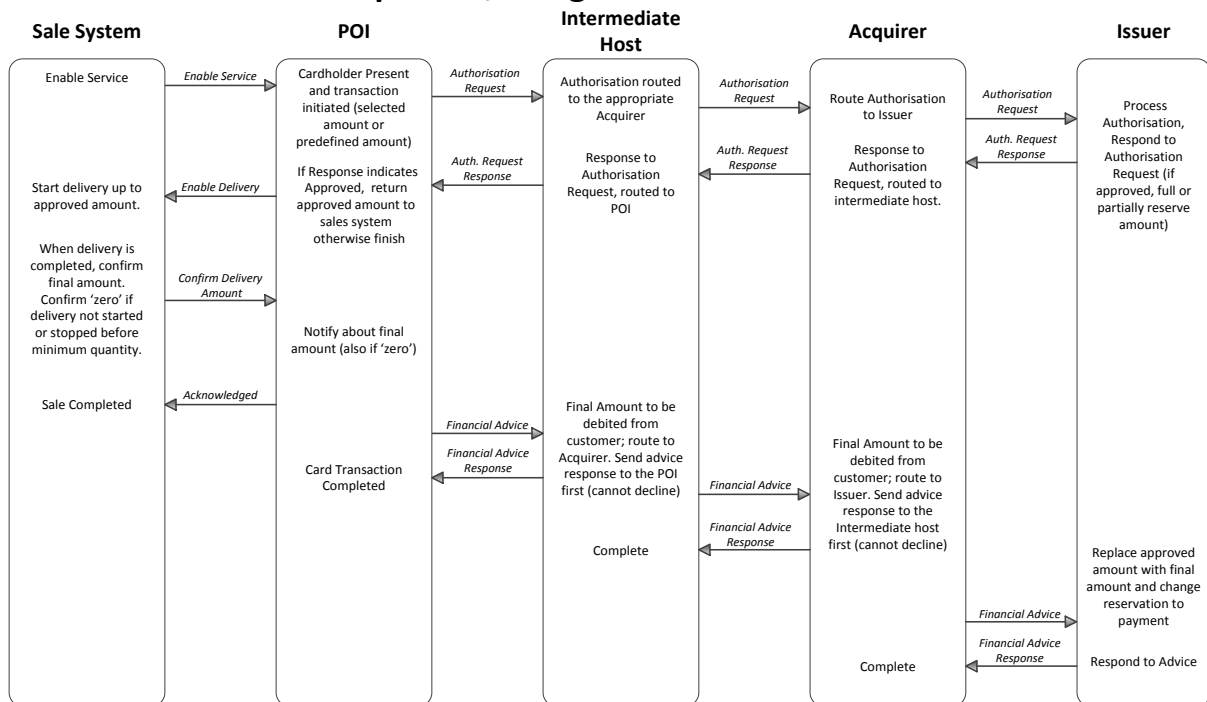 Sale System
POI
Intermediate
Host
Acquirer
Issuer
Enable Service
Enable Service
Cardholder Present
and transaction
initiated (selected
amount or
predefined amount)
Authorisation
Request
Authorisation routed
to the appropriate
Acquirer
Authorisation
Request
Route Authorisation
to Issuer
Authorisation
Request
Process
Authorisation,
Respond to
Authorisation
Request (if
approved, full or
partially reserve
amount)
Auth. Request
Response
Response to
Authorisation
Request, routed to
intermediate host.
Auth. Request
Response
Response to
Authorisation
Request, routed to
POI
Auth. Request
Response
If Response indicates
Approved, return
approved amount to
sales system
otherwise finish
Enable Delivery
Start delivery up to
approved amount.
When delivery is
completed, confirm
final amount.
Confirm ‘zero’ if
delivery not started
or stopped before
minimum quantity.
Confirm Delivery
Amount
Notify about final
amount (also if ‘zero’)
Acknowledged
Sale Completed
Financial Advice
Final Amount to be
debited from
customer; route to
Acquirer. Send advice
response to the POI
first (cannot decline)
Financial Advice
Response
Card Transaction
Completed
Financial Advice
Final Amount to be
debited from
customer; route to
Issuer. Send advice
response to the
Intermediate host
first (cannot decline)
Financial Advice
Response
Complete
Financial Advice
Replace approved
amount with final
amount and change
reservation to
payment
Financial Advice
Response
Respond to Advice
Complete